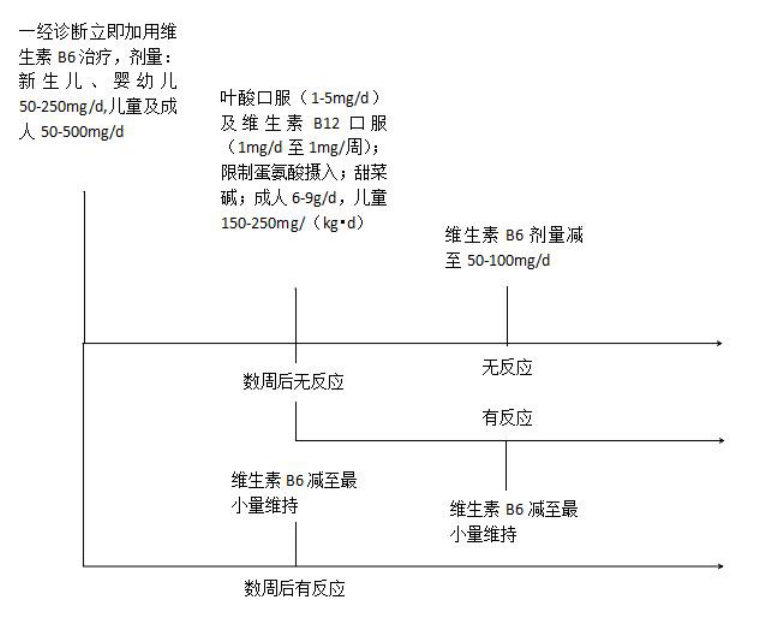 一经诊断立即加用维
生素 B6 治疗，剂量：
新生儿、婴幼儿
50-250mg/d,儿童及成
人 50-500mg/d
叶酸口服（1-5mg/d）
及维生素 B12 口服
（1mg/d 至 1mg/周）；
限制蛋氨酸摄入；甜菜
碱；成人 6-9g/d，儿童
150-250mg/（kg•d）
维生素 B6 剂量减
至 50-100mg/d
数周后无反应
无反应
有反应
维生素 B6 减至最
小量维持
维生素 B6 减至最
小量维持
数周后有反应